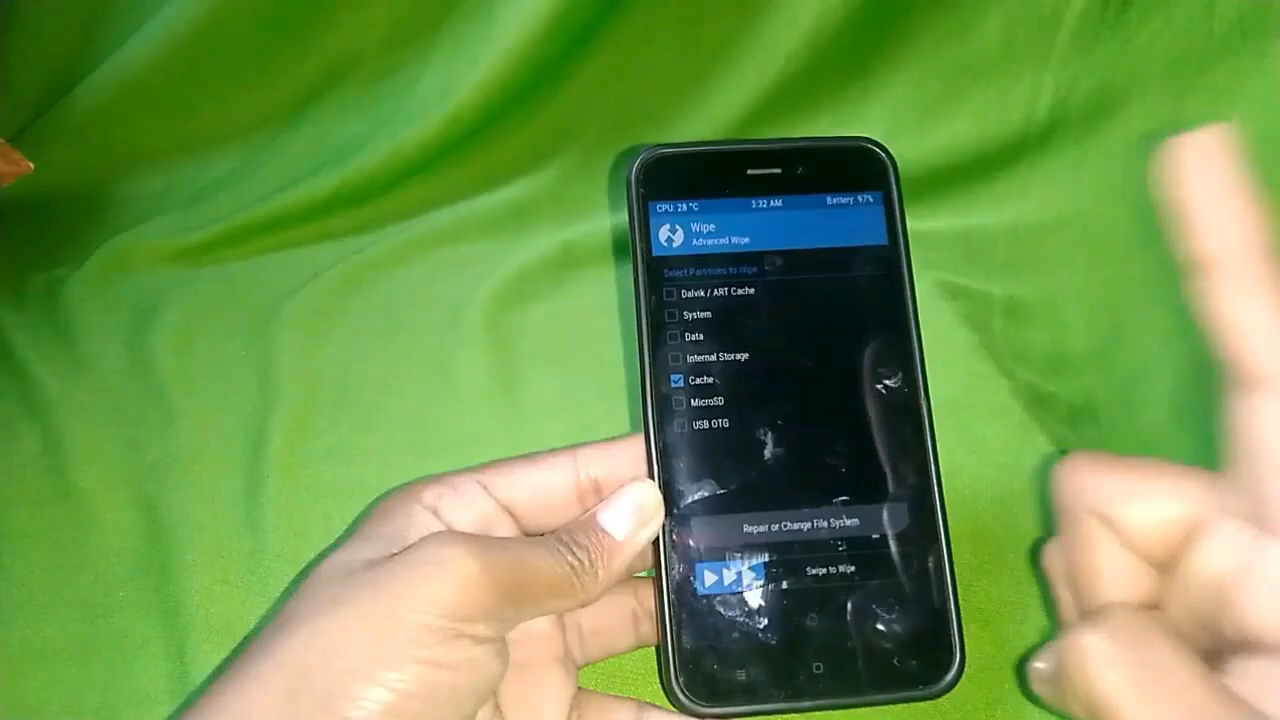 CPU: 28 °C 3:32 AM Battery: 97%
Wipe
Advanced Wipe
Select Partitions to Wipe
Dalvik / ART Cache
System
Data
Internal Storage
Cache
MicroSD
USB OTG
Repair or Change File System
Swipe to Wipe